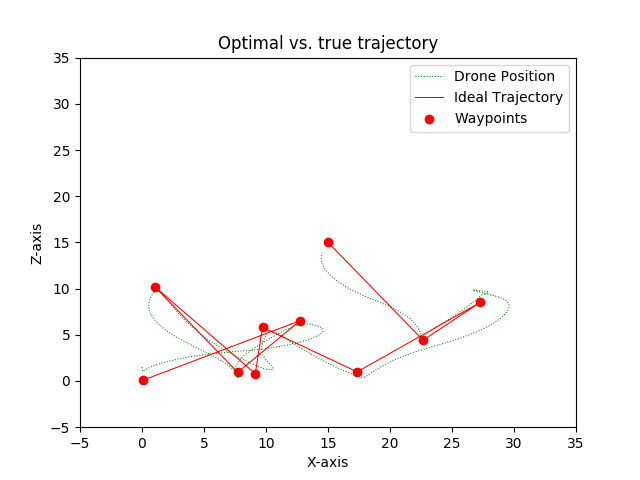 Optimal vs. true trajectory
Drone Position
Ideal Trajectory
Waypoints
35
30
25
20
15
10
5
0
−5
Z-axis
−5 0 5 10 15 20 25 30 35
X-axis